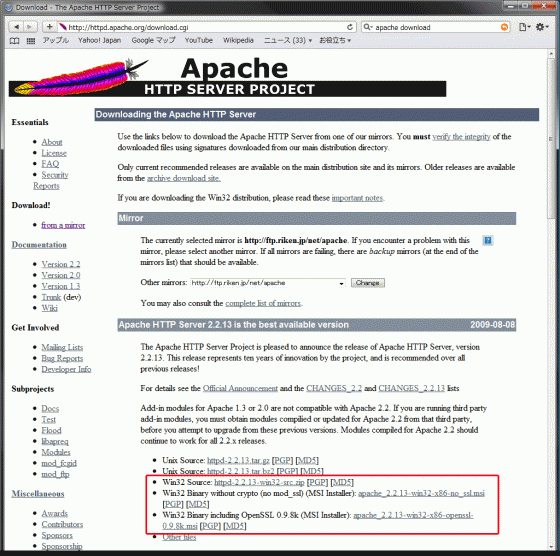 Download - The Apache HTTP Server Project
http://httpd.apache.org/download.cgi
apache download
アップル Yahoo! Japan Google マップ YouTube Wikipedia ニュース (33) お役立ち
Apache
HTTP SERVER PROJECT
Essentials
About
License
FAQ
Security
Reports
Download!
from a mirror
Documentation
Version 2.2
Version 2.0
Version 1.3
Trunk (dev)
Wiki
Get Involved
Mailing Lists
Bug Reports
Developer Info
Subprojects
Docs
Test
Flood
libapreq
Modules
mod_fcgid
mod_ftp
Miscellaneous
Awards
Contributors
Sponsors
Sponsorship
Downloading the Apache HTTP Server
Use the links below to download the Apache HTTP Server from one of our mirrors. You must verify the integrity of the
downloaded files using signatures downloaded from our main distribution directory.
Only current recommended releases are available on the main distribution site and its mirrors. Older releases are available
from the archive download site.
If you are downloading the Win32 distribution, please read these important notes.
Mirror
The currently selected mirror is http://ftp.riken.jp/net/apache. If you encounter a problem with this
mirror, please select another mirror. If all mirrors are failing, there are backup mirrors (at the end of the
mirrors list) that should be available.
?
Other mirrors: http://ftp.riken.jp/net/apache Change
You may also consult the complete list of mirrors.
Apache HTTP Server 2.2.13 is the best available version 2009-08-08
The Apache HTTP Server Project is pleased to announce the release of Apache HTTP Server, version
2.2.13. This release represents ten years of innovation by the project, and is recommended over all
previous releases!
For details see the Official Announcement and the CHANGES_2.2 and CHANGES_2.2.13 lists
Add-in modules for Apache 1.3 or 2.0 are not compatible with Apache 2.2. If you are running third party
add-in modules, you must obtain modules compilied or updated for Apache 2.2 from that third party,
before you attempt to upgrade from these previous versions. Modules compiled for Apache 2.2 should
continue to work for all 2.2.x releases.
Unix Source: httpd-2.2.13.tar.gz [PGP] [MD5]
Unix Source: httpd-2.2.13.tar.bz2 [PGP] [MD5]
Win32 Source: httpd-2.2.13-win32-src.zip [PGP] [MD5]
Win32 Binary without crypto (no mod_ssl) (MSI Installer): apache_2.2.13-win32-x86-no_ssl.msi
[PGP] [MD5]
Win32 Binary including OpenSSL 0.9.8k (MSI Installer): apache_2.2.13-win32-x86-openssl-
0.9.8k.msi [PGP] [MD5]
Other files